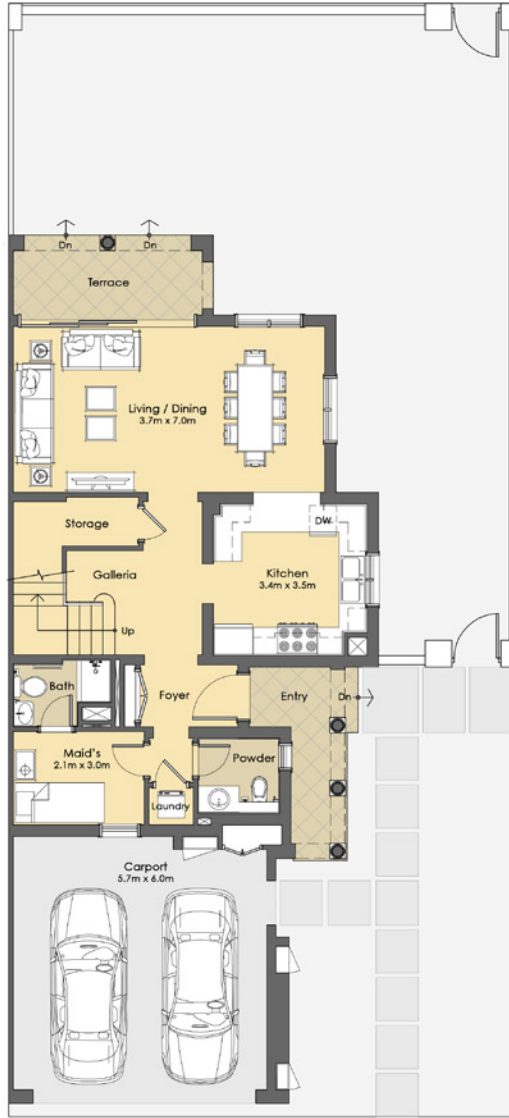 Dn Dn
Terrace
Living / Dining
3.7m x 7.0m
Storage
DW
Galleria
Kitchen
3.4m x 3.5m
Up
Bath
Foyer
Entry
Dn
Maid's
2.1m x 3.0m
Powder
Laundry
Carport
5.7m x 6.0m